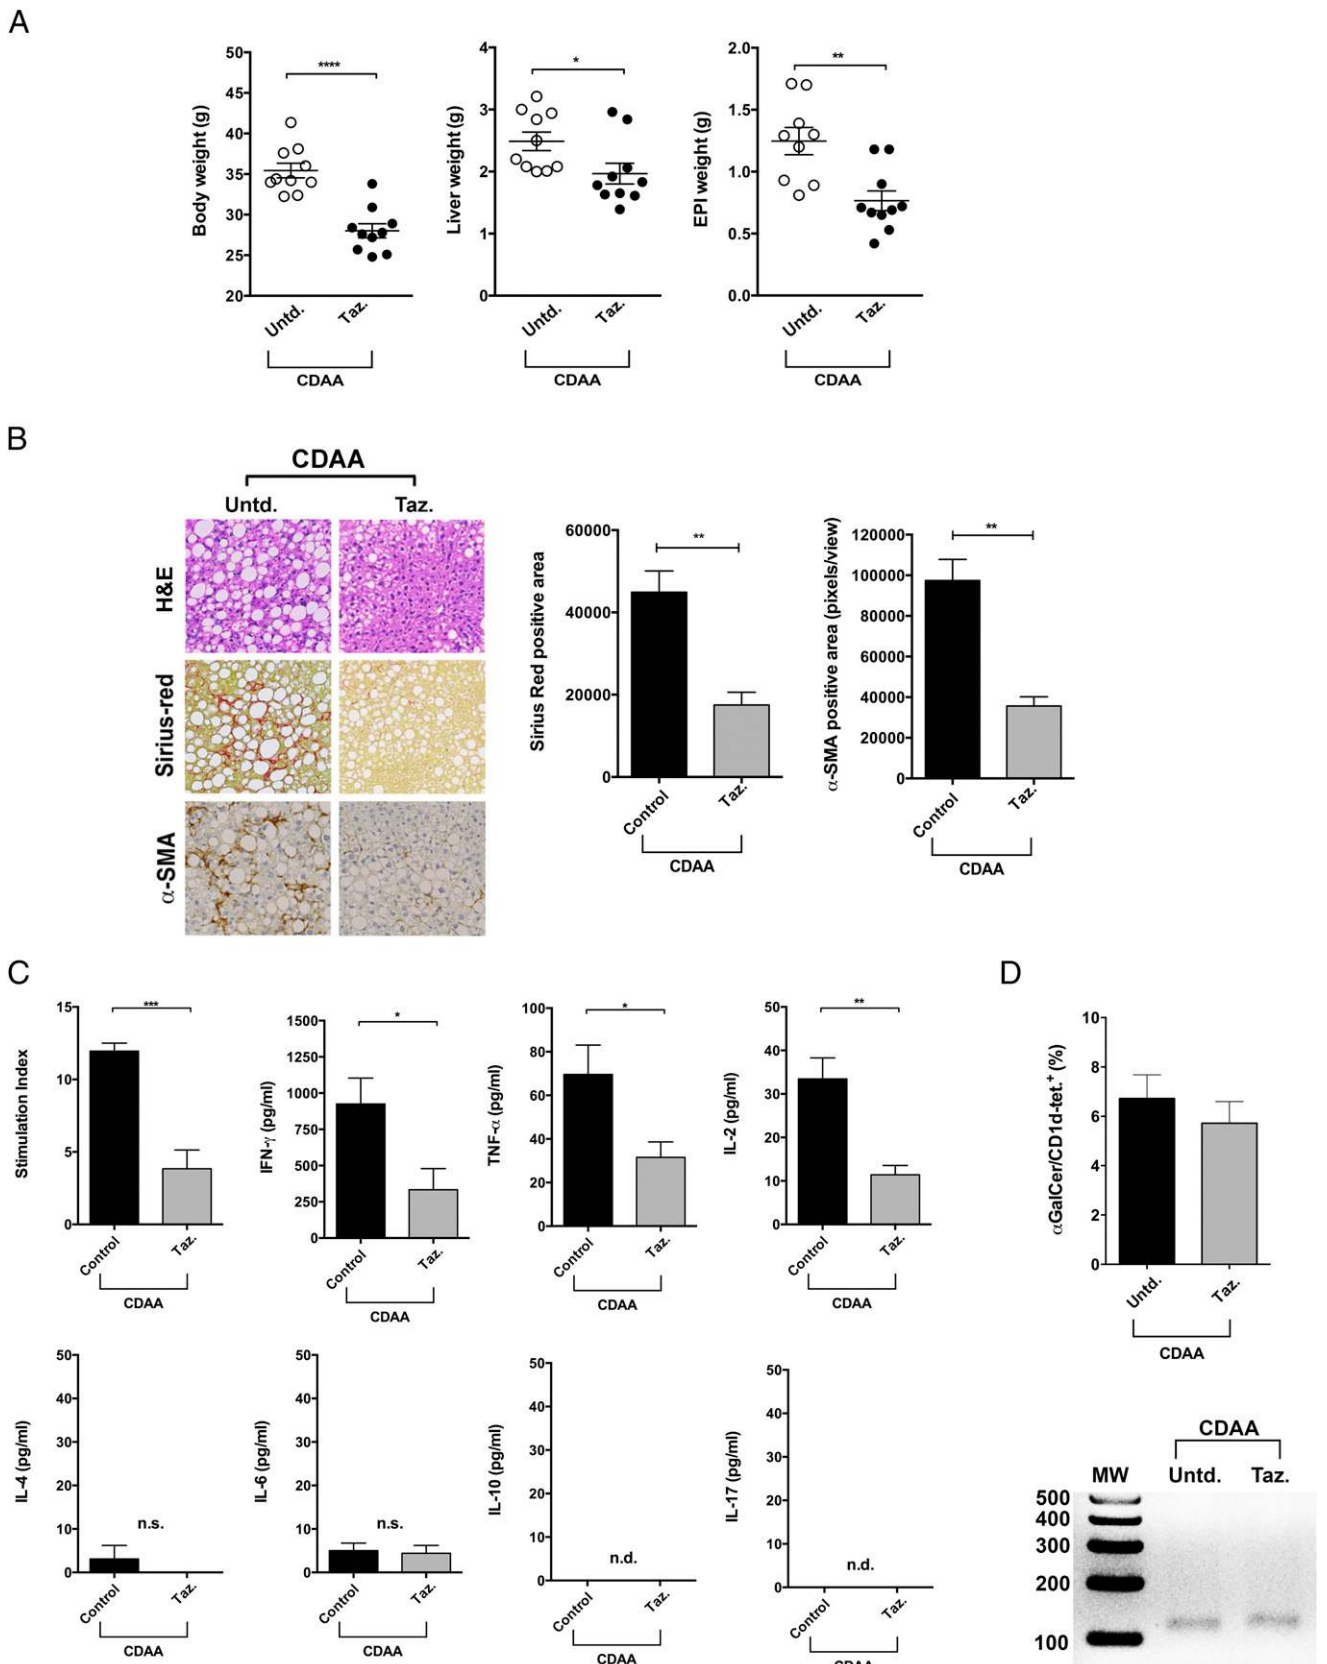 A
Body weight (g)
50
45
40
35
30
25
20
****
Untd.
Taz.
CDAA
Liver weight (g)
4
3
2
1
0
*
Untd.
Taz.
CDAA
EPI weight (g)
2.0
1.5
1.0
0.5
0.0
**
Untd.
Taz.
CDAA
B
CDAA
Untd.
Taz.
H&E
Sirius-red
α-SMA
Sirius Red positive area
60000
40000
20000
0
**
Control
Taz.
CDAA
α-SMA positive area (pixels/view)
120000
100000
80000
60000
40000
20000
0
**
Control
Taz.
CDAA
C
Stimulation Index
15
10
5
0
***
Control
Taz.
CDAA
IFN-γ (pg/ml)
1500
1250
1000
750
500
250
0
*
Control
Taz.
CDAA
TNF-α (pg/ml)
100
80
60
40
20
0
*
Control
Taz.
CDAA
IL-2 (pg/ml)
50
40
30
20
10
0
**
Control
Taz.
CDAA
IL-4 (pg/ml)
50
40
30
20
10
0
n.s.
Control
Taz.
CDAA
IL-6 (pg/ml)
50
40
30
20
10
0
n.s.
Control
Taz.
CDAA
IL-10 (pg/ml)
50
40
30
20
10
0
n.d.
Control
Taz.
CDAA
IL-17 (pg/ml)
50
40
30
20
10
0
n.d.
Control
Taz.
CDAA
D
αGalCer/CD1d-tet.⁺ (%)
10
8
6
4
2
0
Untd.
Taz.
CDAA
CDAA
MW Untd. Taz.
500
400
300
200
100